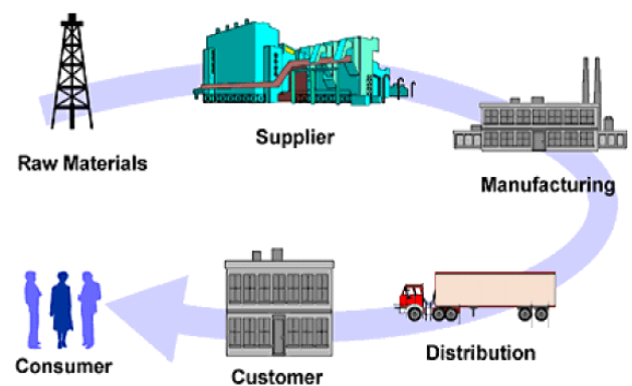 Raw Materials
Supplier
Manufacturing
Distribution
Customer
Consumer